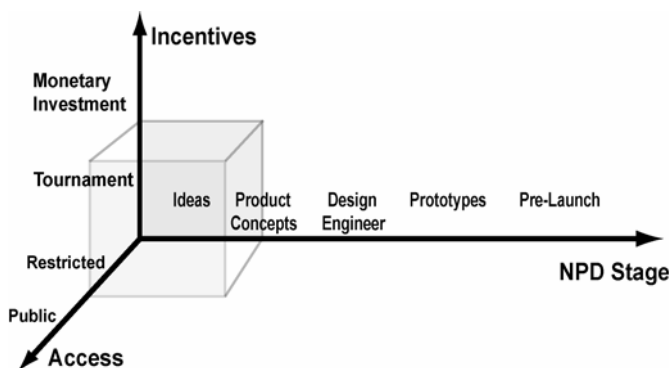 Incentives
Monetary
Investment
Tournament
Ideas
Product
Concepts
Design
Engineer
Prototypes
Pre-Launch
Restricted
NPD Stage
Public
Access